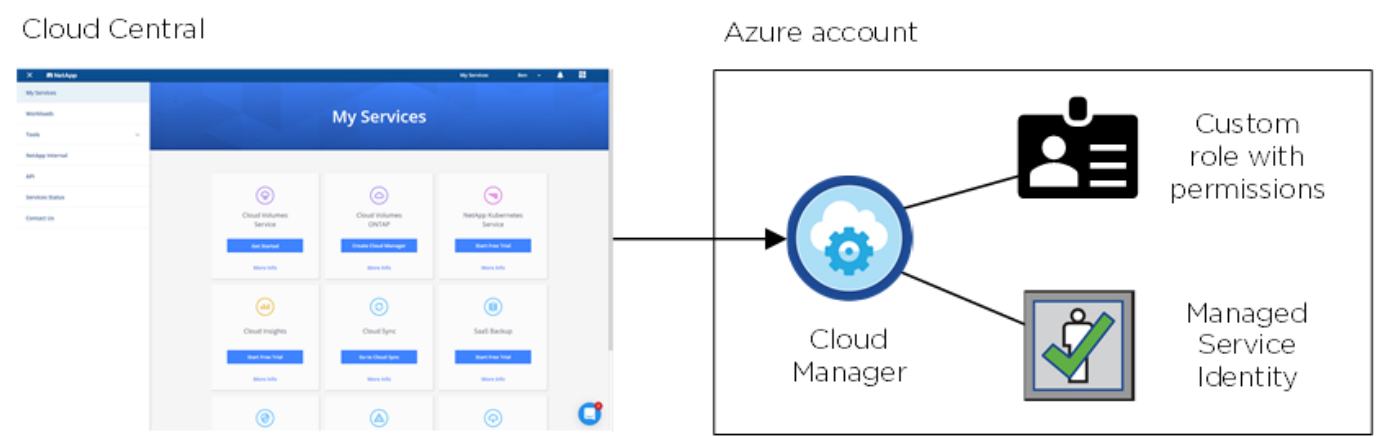 Cloud Central
Azure account
NetApp
My Services
Ben
My Services
Workloads
Tools
NetApp Internal
API
Services Status
Contact Us
My Services
Cloud Volumes
Service
Get Started
More Info
Cloud Volumes
ONTAP
Create Cloud Manager
More Info
NetApp Kubernetes
Service
Start Free Trial
More Info
Cloud Insights
Start Free Trial
More Info
Cloud Sync
Go to Cloud Sync
More Info
SaaS Backup
Start Free Trial
More Info
Custom
role with
permissions
Cloud
Manager
Managed
Service
Identity